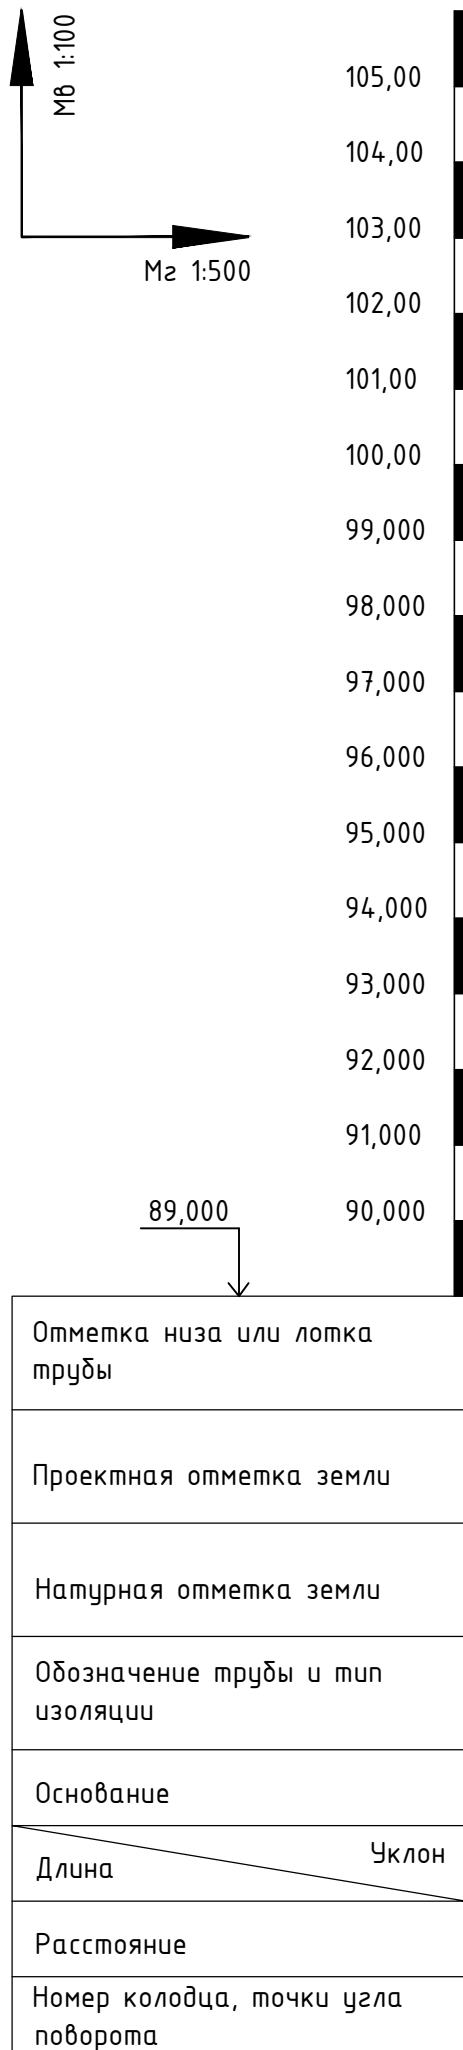 Мв 1:100
Мг 1:500
105,00
104,00
103,00
102,00
101,00
100,00
99,000
98,000
97,000
96,000
95,000
94,000
93,000
92,000
91,000
90,000
89,000
Отметка низа или лотка
трубы
Проектная отметка земли
Натурная отметка земли
Обозначение трубы и тип
изоляции
Основание
Уклон
Длина
Расстояние
Номер колодца, точки угла
поворота